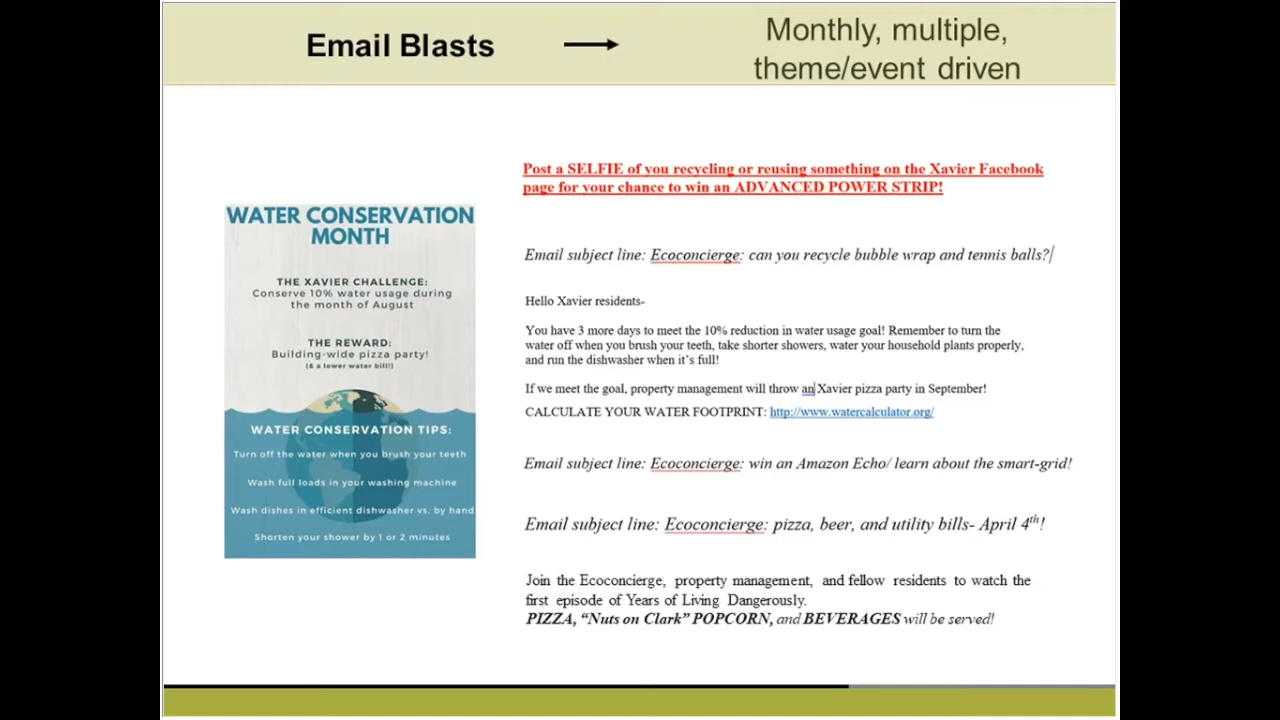 Email Blasts
Monthly, multiple,
theme/event driven
WATER CONSERVATION
MONTH
THE XAVIER CHALLENGE:
Conserve 10% water usage during
the month of August
THE REWARD:
Building-wide pizza party!
(& a lower water bill!)
WATER CONSERVATION TIPS:
Turn off the water when you brush your teeth
Wash full loads in your washing machine
Wash dishes in efficient dishwasher vs. by hand
Shorten your shower by 1 or 2 minutes
Post a SELFIE of you recycling or reusing something on the Xavier Facebook
page for your chance to win an ADVANCED POWER STRIP!
Email subject line: Ecoconcierge: can you recycle bubble wrap and tennis balls?
Hello Xavier residents-
You have 3 more days to meet the 10% reduction in water usage goal! Remember to turn the
water off when you brush your teeth, take shorter showers, water your household plants properly,
and run the dishwasher when it's full!
If we meet the goal, property management will throw an Xavier pizza party in September!
CALCULATE YOUR WATER FOOTPRINT: http://www.watercalculator.org/
Email subject line: Ecoconcierge: win an Amazon Echo/ learn about the smart-grid!
Email subject line: Ecoconcierge: pizza, beer, and utility bills- April 4th!
Join the Ecoconcierge, property management, and fellow residents to watch the
first episode of Years of Living Dangerously.
PIZZA, “Nuts on Clark” POPCORN, and BEVERAGES will be served!